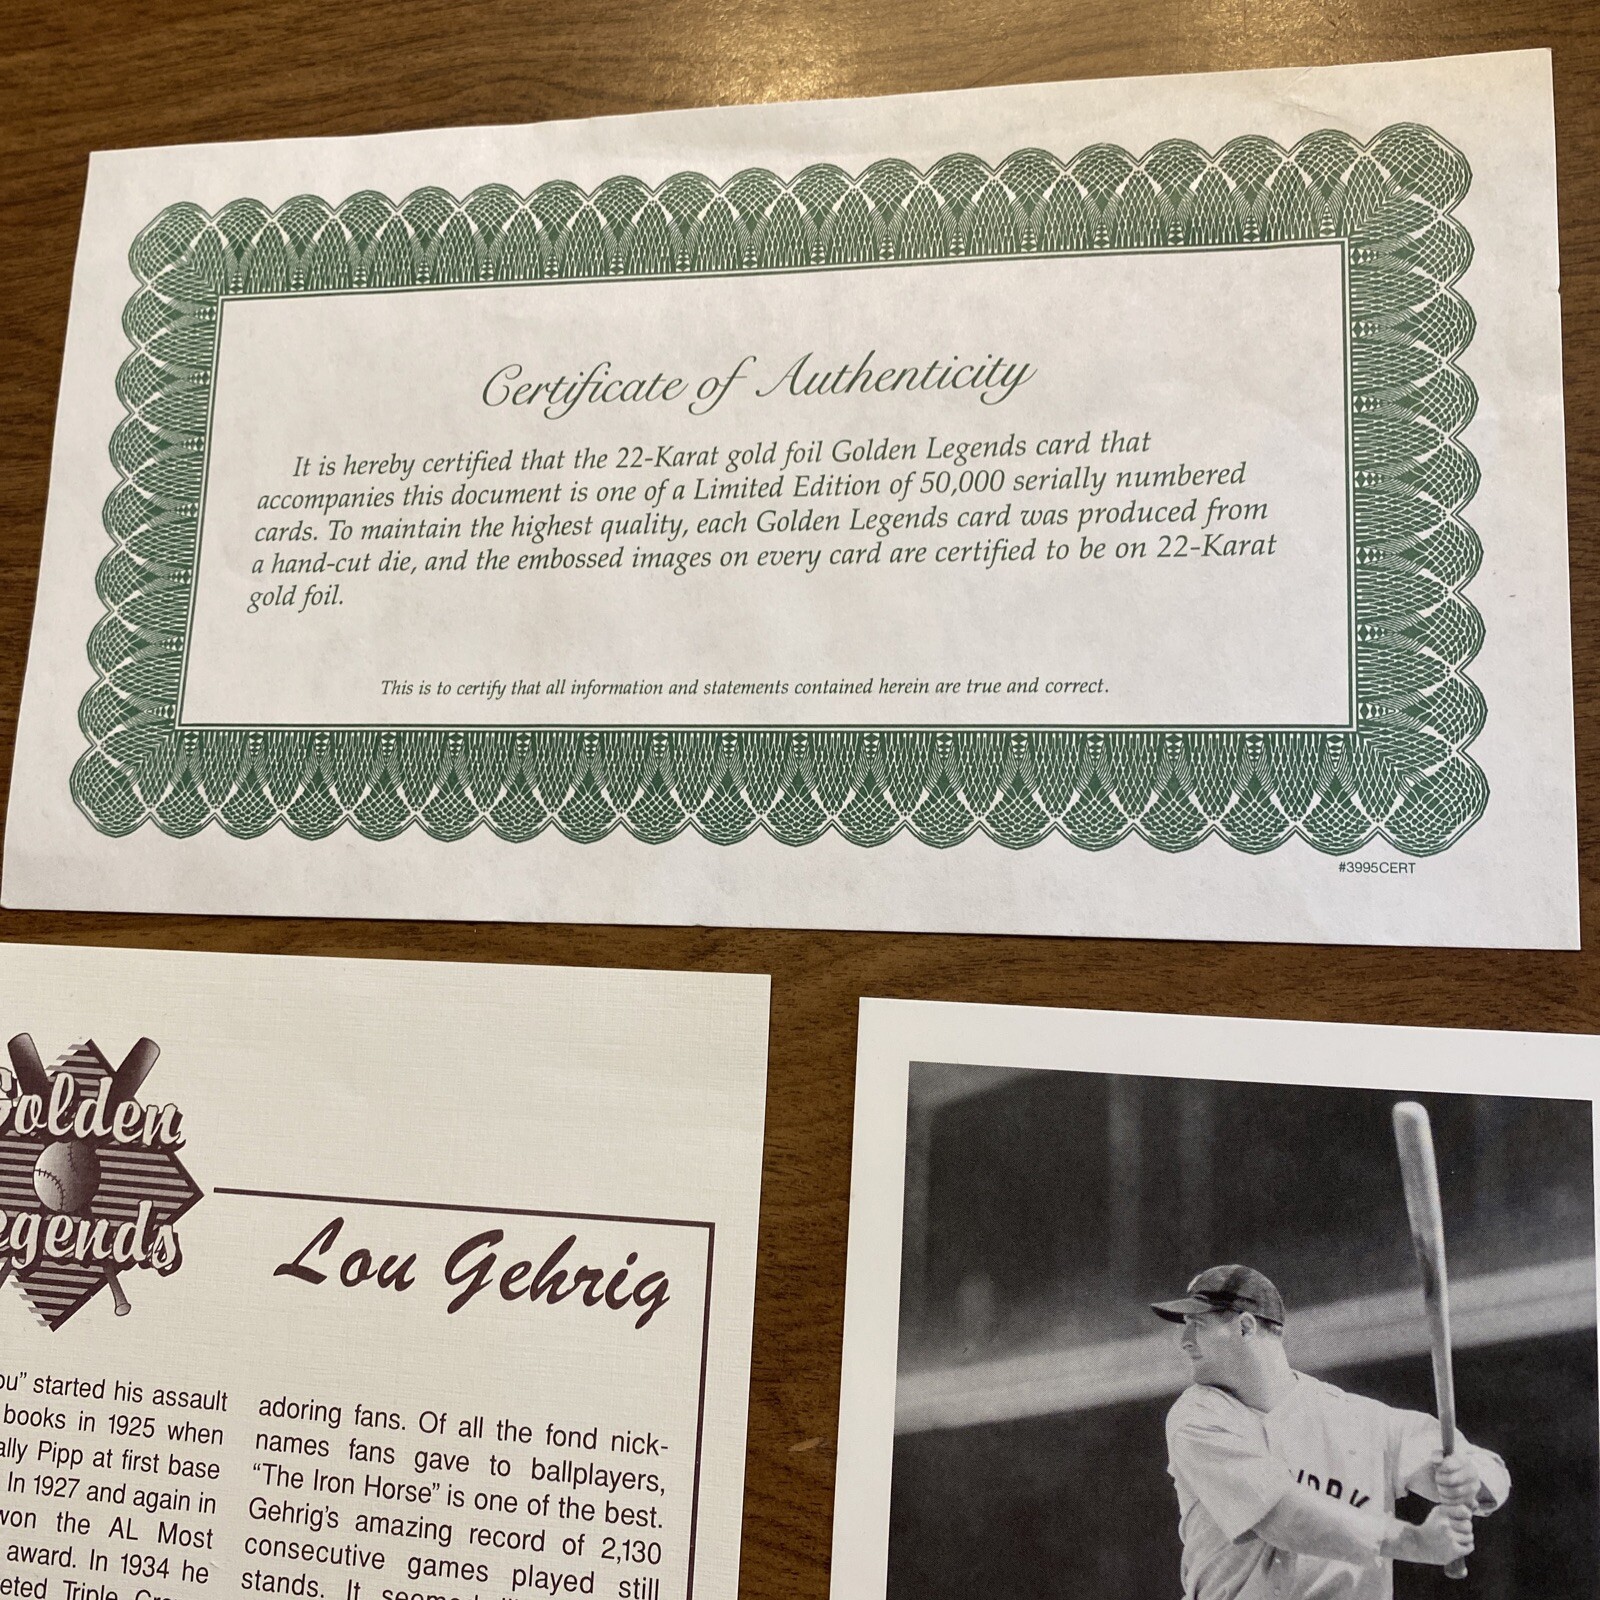 Certificate of Authenticity
It is hereby certified that the 22-Karat gold foil Golden Legends card that
accompanies this document is one of a Limited Edition of 50,000 serially numbered
cards. To maintain the highest quality, each Golden Legends card was produced from
a hand-cut die, and the embossed images on every card are certified to be on 22-Karat
gold foil.
This is to certify that all information and statements contained herein are true and correct.
#3995CERT
Golden
Legends
Lou Gehrig
started his assault
books in 1925 when
Pipp at first base
In 1927 and again in
won the AL Most
award. In 1934 he
Triple
adoring fans. Of all the fond nick-
names fans gave to ballplayers,
“The Iron Horse” is one of the best.
Gehrig's amazing record of 2,130
consecutive games played still
stands. It